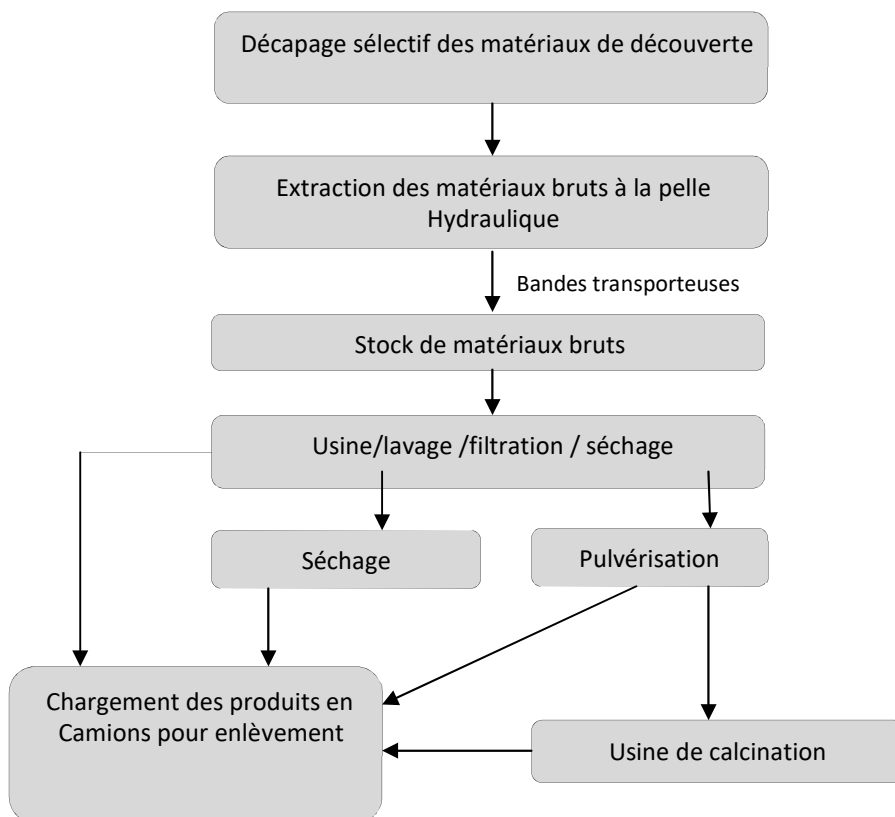 Décapage sélectif des matériaux de découverte
Extraction des matériaux bruts à la pelle
Hydraulique
Bandes transporteuses
Stock de matériaux bruts
Usine/lavage /filtration / séchage
Séchage
Pulvérisation
Chargement des produits en
Camions pour enlèvement
Usine de calcination